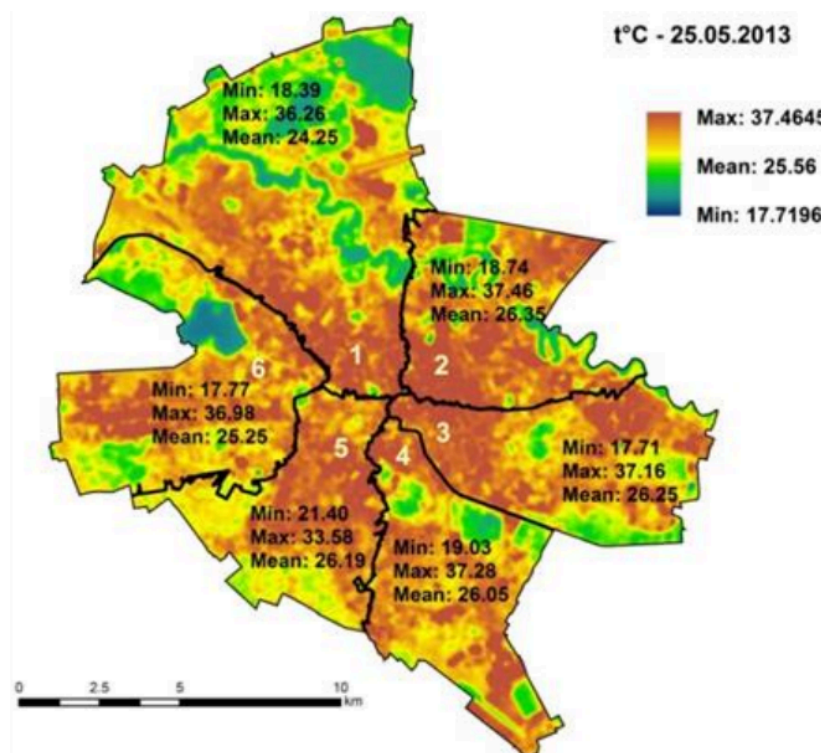 t°C - 25.05.2013
Max: 37.4645
Mean: 25.56
Min: 17.7196
Min: 18.39
Max: 36.26
Mean: 24.25
Min: 18.74
Max: 37.46
Mean: 26.35
1
2
6
Min: 17.77
Max: 36.98
Mean: 25.25
5
4
3
Min: 17.71
Max: 37.16
Mean: 26.25
Min: 21.40
Max: 33.58
Mean: 26.19
Min: 19.03
Max: 37.28
Mean: 26.05
0 2.5 5 10
km